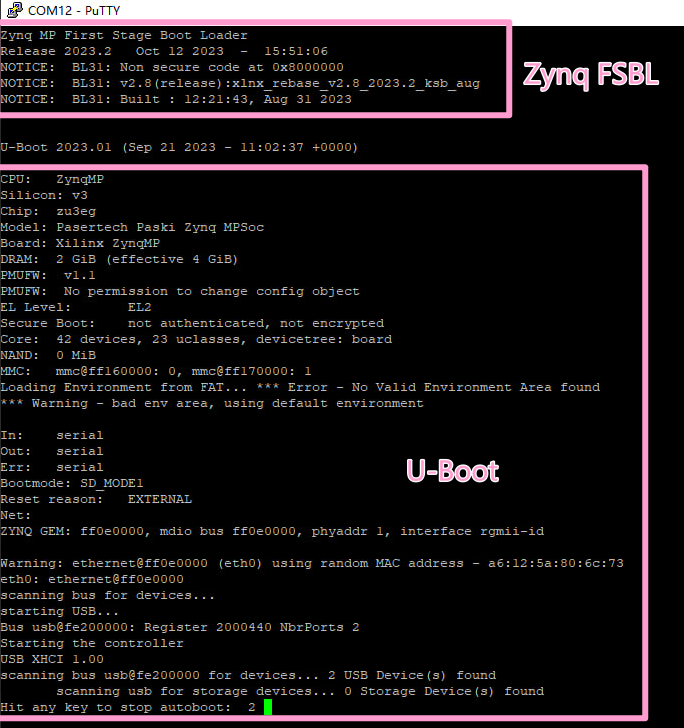 COM12 - PuTTY
Zynq MP First Stage Boot Loader
Release 2023.2   Oct 12 2023  -  15:51:06
NOTICE:  BL31: Non secure code at 0x8000000
NOTICE:  BL31: v2.8(release):xlnx_rebase_v2.8_2023.2_ksb_aug
NOTICE:  BL31: Built : 12:21:43, Aug 31 2023
Zynq FSBL
U-Boot 2023.01 (Sep 21 2023 - 11:02:37 +0000)
CPU:   ZynqMP
Silicon: v3
Chip:  zu3eg
Model: Pasertech Paski Zynq MPSoc
Board: Xilinx ZynqMP
DRAM:  2 GiB (effective 4 GiB)
PMUFW:  v1.1
PMUFW:  No permission to change config object
EL Level:       EL2
Secure Boot:    not authenticated, not encrypted
Core:  42 devices, 23 uclasses, devicetree: board
NAND:  0 MiB
MMC:   mmc@ff160000: 0, mmc@ff170000: 1
Loading Environment from FAT... *** Error - No Valid Environment Area found
*** Warning - bad env area, using default environment
In:    serial
Out:   serial
Err:   serial
U-Boot
Bootmode: SD_MODE1
Reset reason:   EXTERNAL
Net:
ZYNQ GEM: ff0e0000, mdio bus ff0e0000, phyaddr 1, interface rgmii-id
Warning: ethernet@ff0e0000 (eth0) using random MAC address - a6:12:5a:80:6c:73
eth0: ethernet@ff0e0000
scanning bus for devices...
starting USB...
Bus usb@fe200000: Register 2000440 NbrPorts 2
Starting the controller
USB XHCI 1.00
scanning bus usb@fe200000 for devices... 2 USB Device(s) found
       scanning usb for storage devices... 0 Storage Device(s) found
Hit any key to stop autoboot:  2